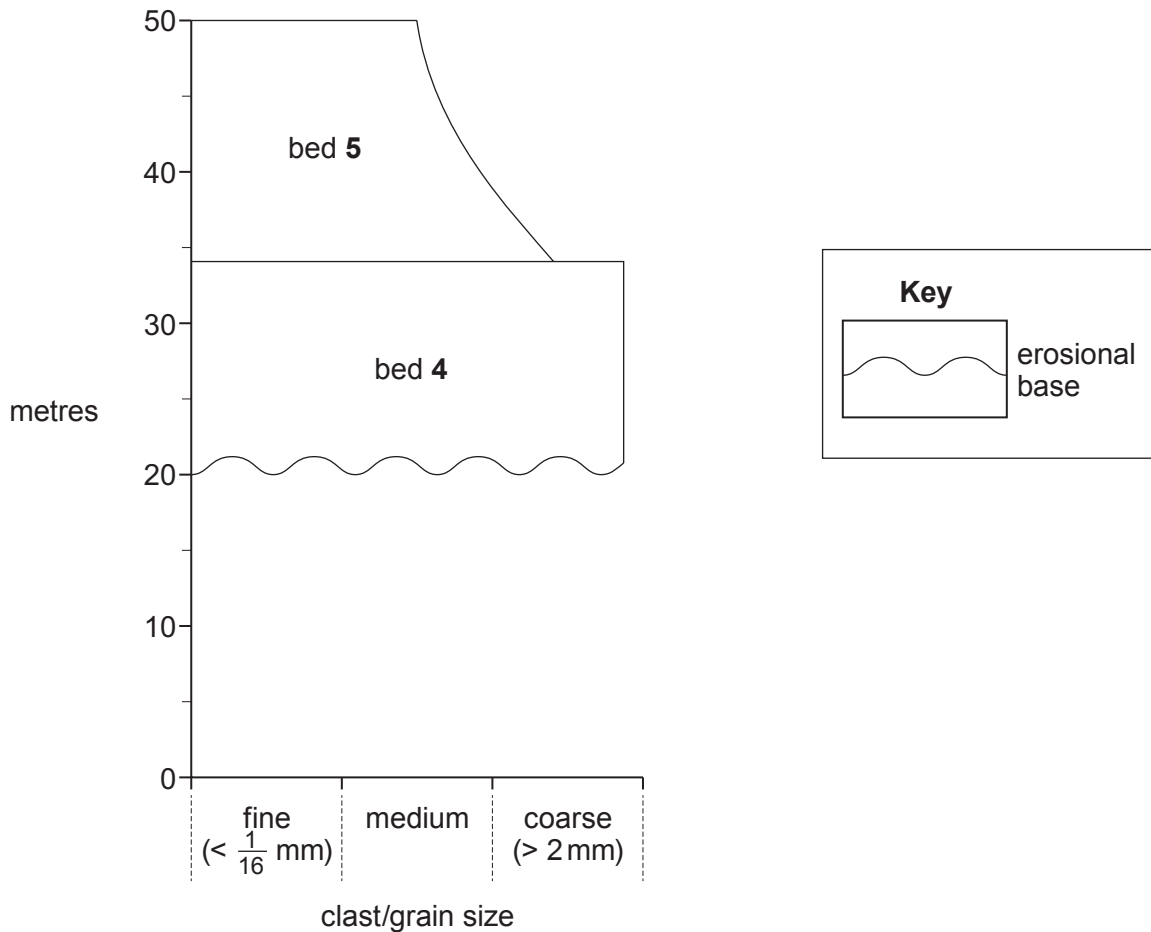 50
bed 5
40
30
bed 4
metres
20
10
0
fine
(< 1/16 mm)
medium
coarse
(> 2 mm)
clast/grain size
Key
erosional
base